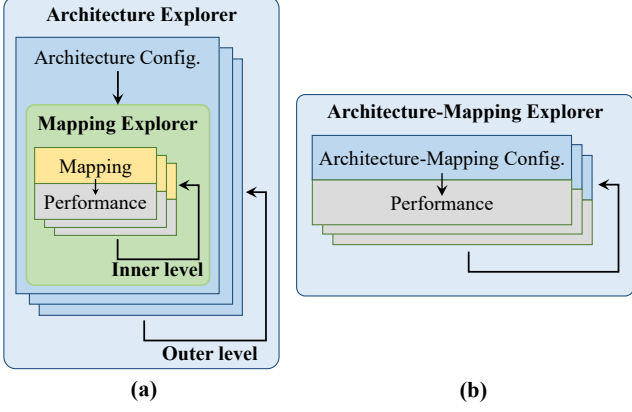 Architecture Explorer
Architecture Config.
Mapping Explorer
Mapping
Performance
Inner level
Outer level
(a)
Architecture-Mapping Explorer
Architecture-Mapping Config.
Performance
(b)